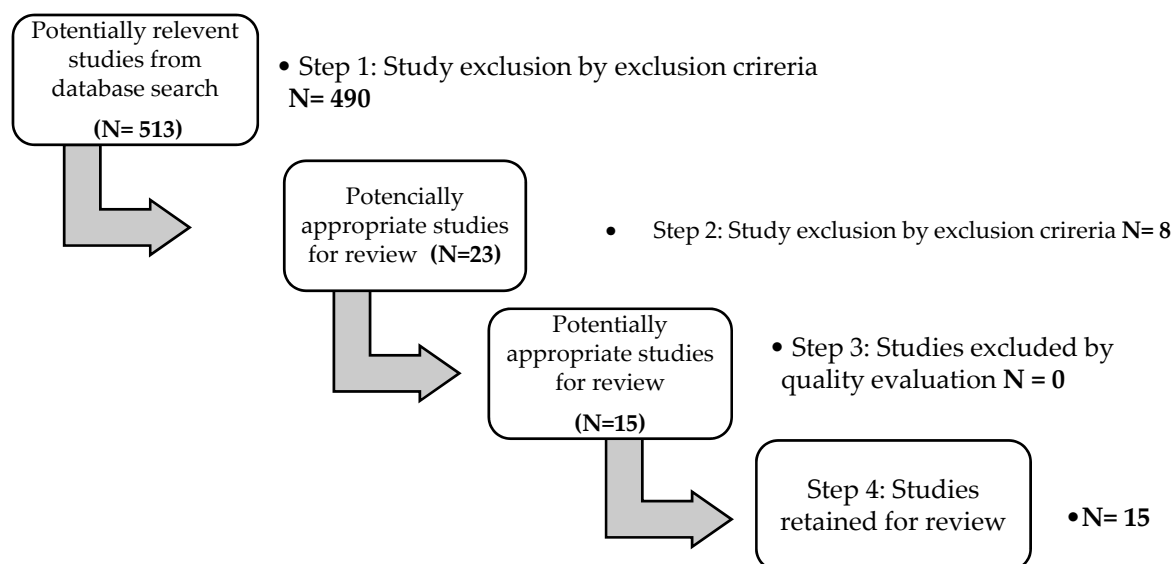 Potentially relevent
studies from
database search
(N= 513)
• Step 1: Study exclusion by exclusion crireria
N= 490
Potencially
appropriate studies
for review (N=23)
• Step 2: Study exclusion by exclusion crireria N= 8
Potentially
appropriate studies
for review
(N=15)
• Step 3: Studies excluded by
quality evaluation N = 0
Step 4: Studies
retained for review
•N= 15